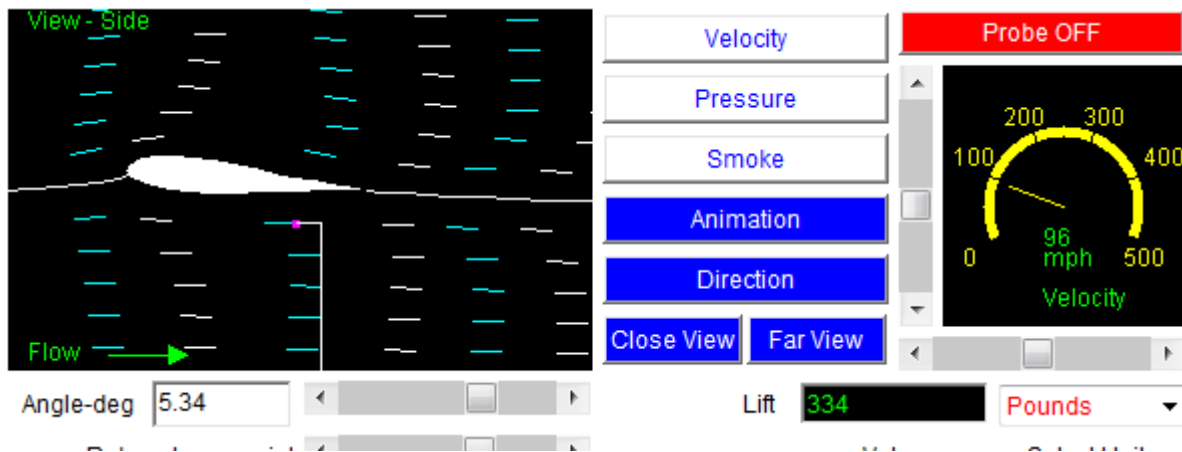 View - Side
Flow
Velocity
Pressure
Smoke
Animation
Direction
Close View Far View
Probe OFF
200 300
100 400
0 500
96
mph
Velocity
Angle-deg 5.34
Lift 334 Pounds